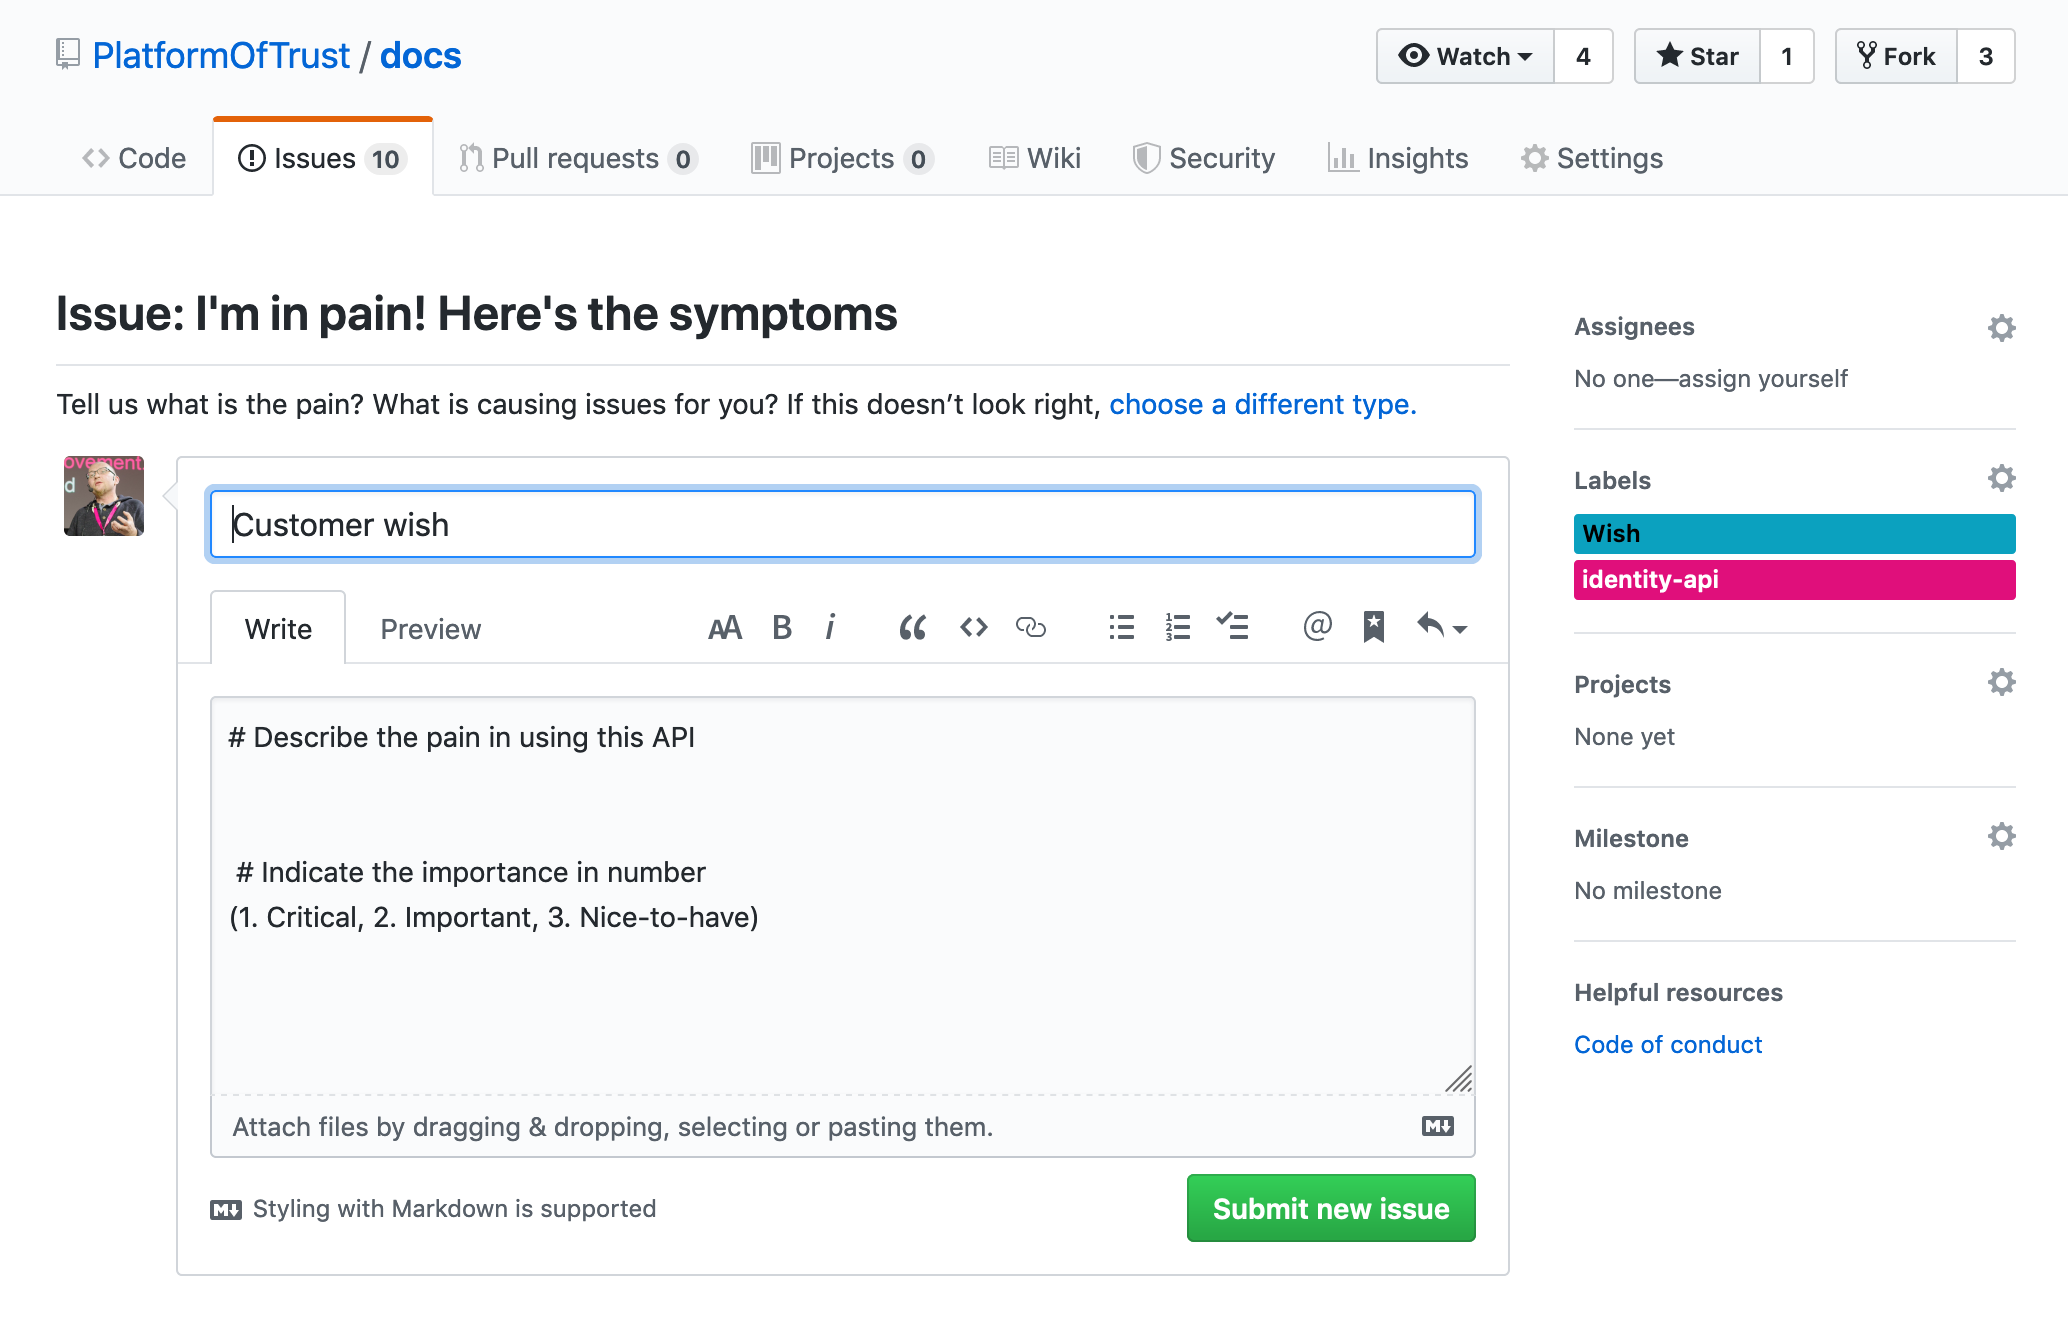 PlatformOfTrust / docs
Watch 4 Star 1 Fork 3
Code Issues 10 Pull requests 0 Projects 0 Wiki Security Insights Settings
Issue: I'm in pain! Here's the symptoms
Tell us what is the pain? What is causing issues for you? If this doesn’t look right, choose a different type.
ovement
d
Customer wish
Write Preview
# Describe the pain in using this API
# Indicate the importance in number
(1. Critical, 2. Important, 3. Nice-to-have)
Attach files by dragging & dropping, selecting or pasting them.
Styling with Markdown is supported
Submit new issue
Assignees
No one—assign yourself
Labels
Wish
identity-api
Projects
None yet
Milestone
No milestone
Helpful resources
Code of conduct